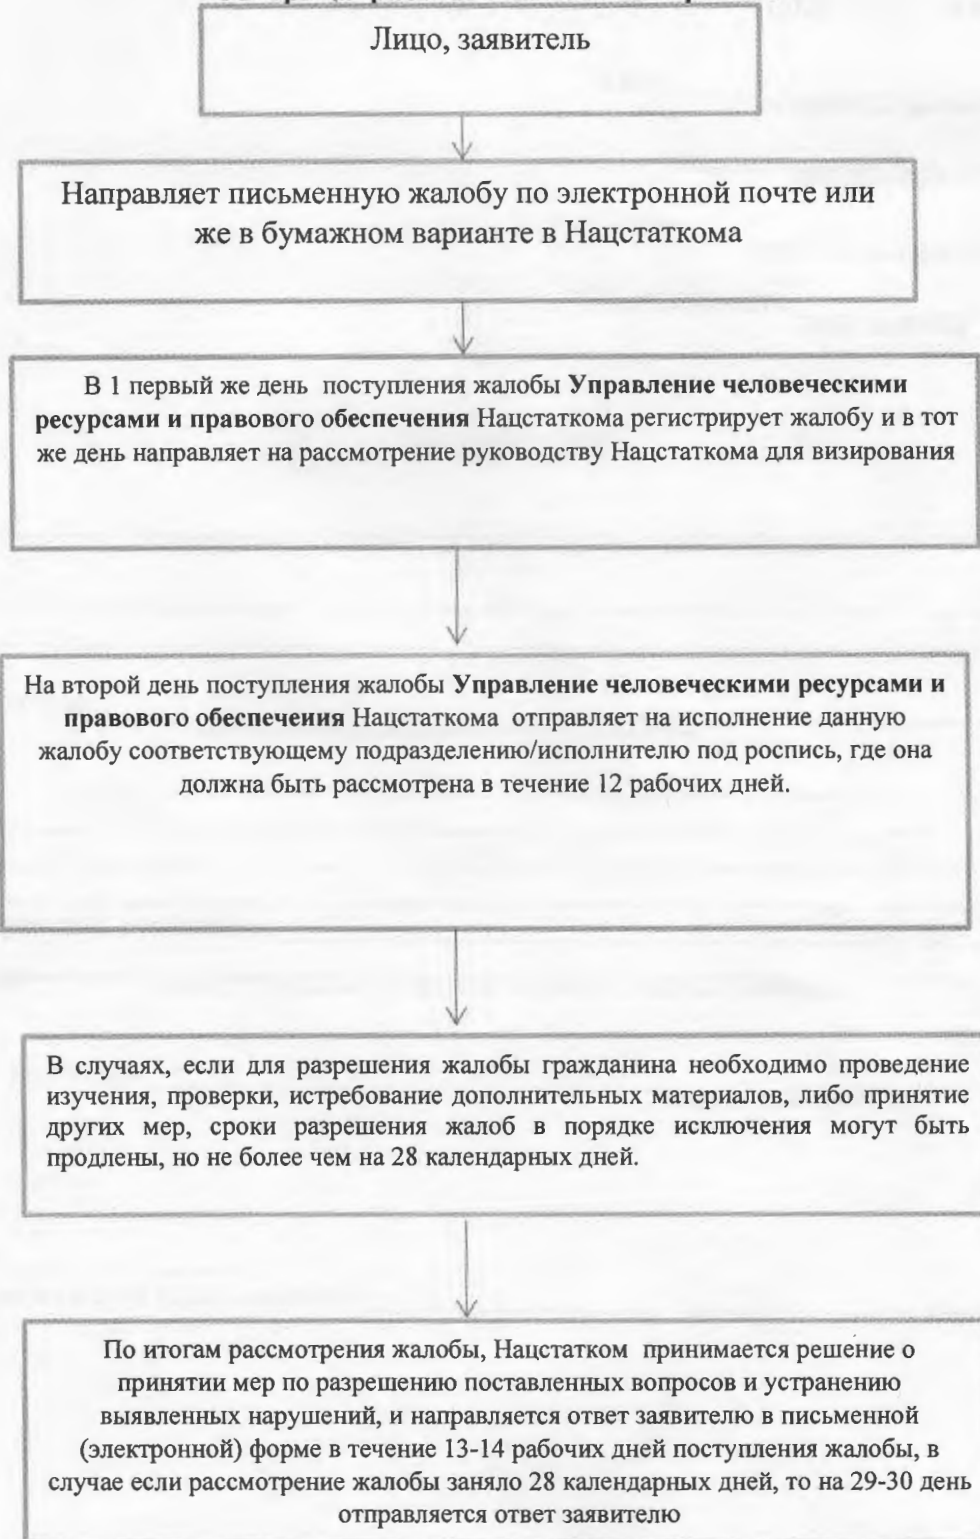 Лицо, заявитель
Направляет письменную жалобу по электронной почте или
же в бумажном варианте в Нацстаткома
В 1 первый же день поступления жалобы Управление человеческими
ресурсами и правового обеспечения Нацстаткома регистрирует жалобу и в тот
же день направляет на рассмотрение руководству Нацстаткома для визирования
На второй день поступления жалобы Управление человеческими ресурсами и
правового обеспечения Нацстаткома отправляет на исполнение данную
жалобу соответствующему подразделению/исполнителю под роспись, где она
должна быть рассмотрена в течение 12 рабочих дней.
В случаях, если для разрешения жалобы гражданина необходимо проведение
изучения, проверки, истребование дополнительных материалов, либо принятие
других мер, сроки разрешения жалоб в порядке исключения могут быть
продлены, но не более чем на 28 календарных дней.
По итогам рассмотрения жалобы, Нацстатком принимается решение о
принятии мер по разрешению поставленных вопросов и устранению
выявленных нарушений, и направляется ответ заявителю в письменной
(электронной) форме в течение 13-14 рабочих дней поступления жалобы, в
случае если рассмотрение жалобы заняло 28 календарных дней, то на 29-30 день
отправляется ответ заявителю